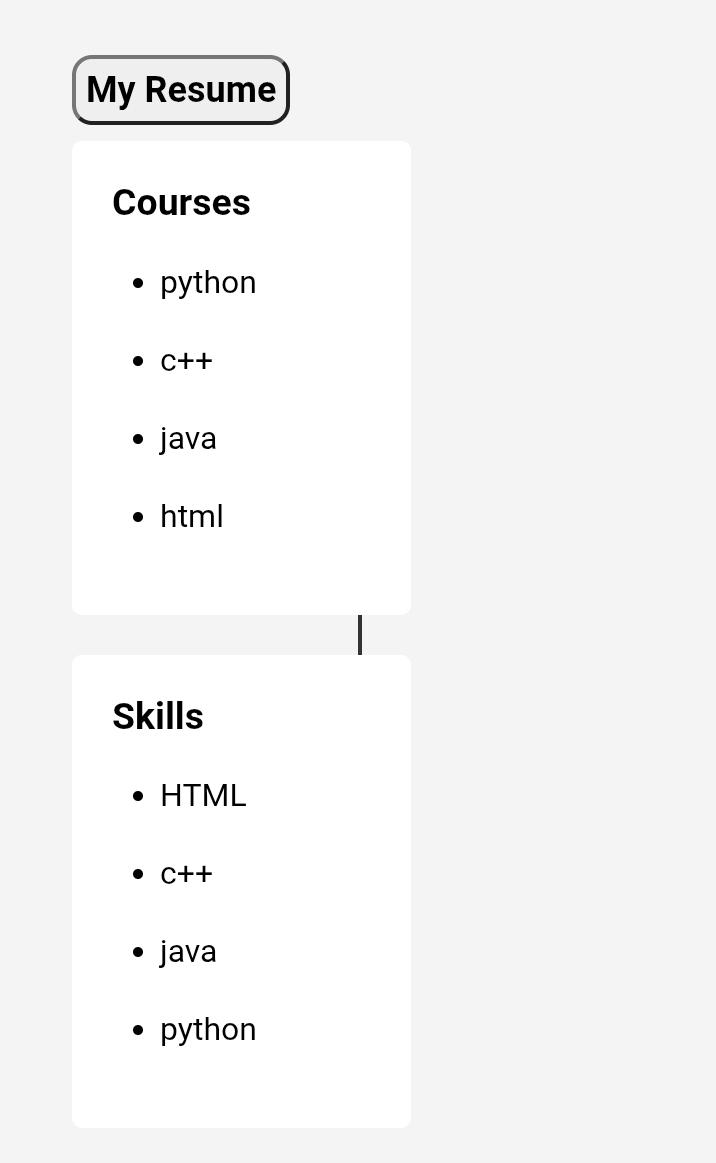 My Resume
Courses
python
c++
java
html
Skills
HTML
c++
java
python